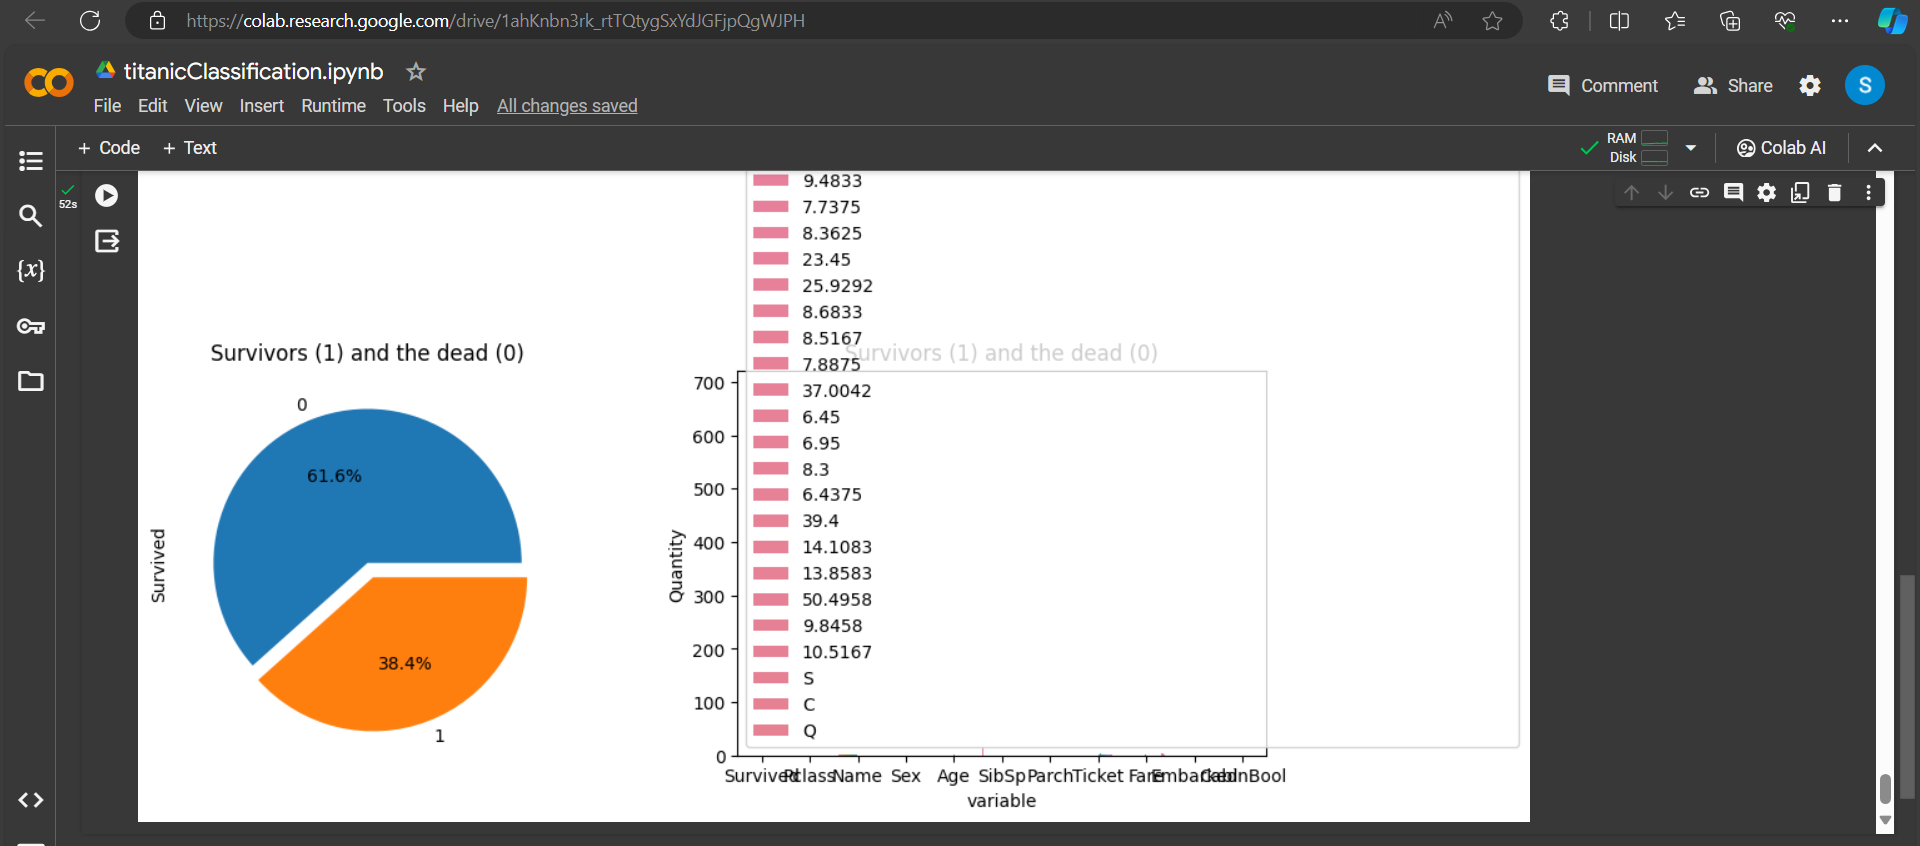 https://colab.research.google.com/drive/1ahKnbn3rk_rtTQtygSxYdJGFjpQgWJPH
titanicClassification.ipynb
File Edit View Insert Runtime Tools Help All changes saved
Comment Share S
+ Code + Text
RAM
Disk
Colab AI
52s
{x}
9.4833
7.7375
8.3625
23.45
25.9292
8.6833
8.5167
7.8875
37.0042
6.45
6.95
8.3
6.4375
39.4
14.1083
13.8583
50.4958
9.8458
10.5167
S
C
Q
Survivors (1) and the dead (0)
0
61.6%
38.4%
1
Survived
Survivors (1) and the dead (0)
700
600
500
400
300
200
100
0
Quantity
Survived Pclass Name Sex Age SibSp Parch Ticket Fare Embarked CabinBool
variable